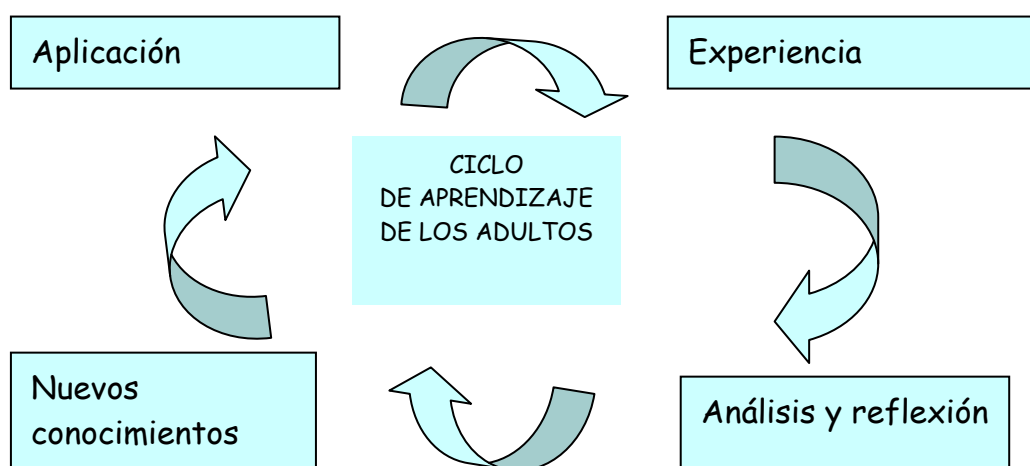 Aplicación
Experiencia
CICLO
DE APRENDIZAJE
DE LOS ADULTOS
Nuevos
conocimientos
Análisis y reflexión